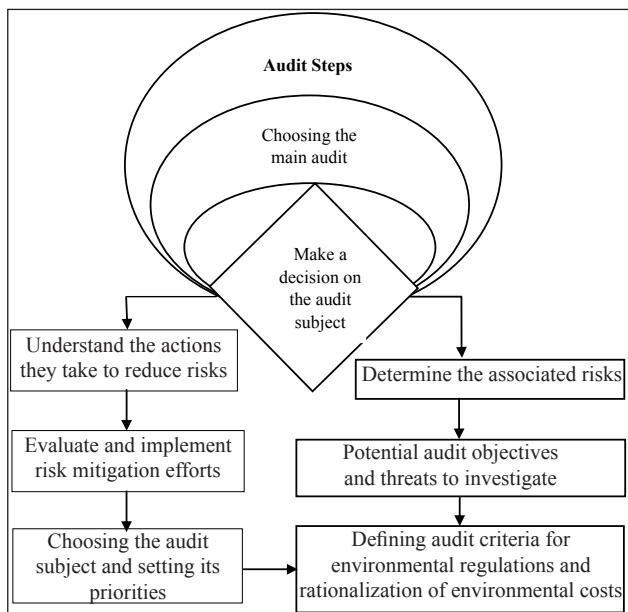 Audit Steps
Choosing the
main audit
Make a
decision on
the audit
subject
Understand the actions
they take to reduce risks
Determine the associated risks
Evaluate and implement
risk mitigation efforts
Potential audit objectives
and threats to investigate
Choosing the audit
subject and setting its
priorities
Defining audit criteria for
environmental regulations and
rationalization of environmental costs